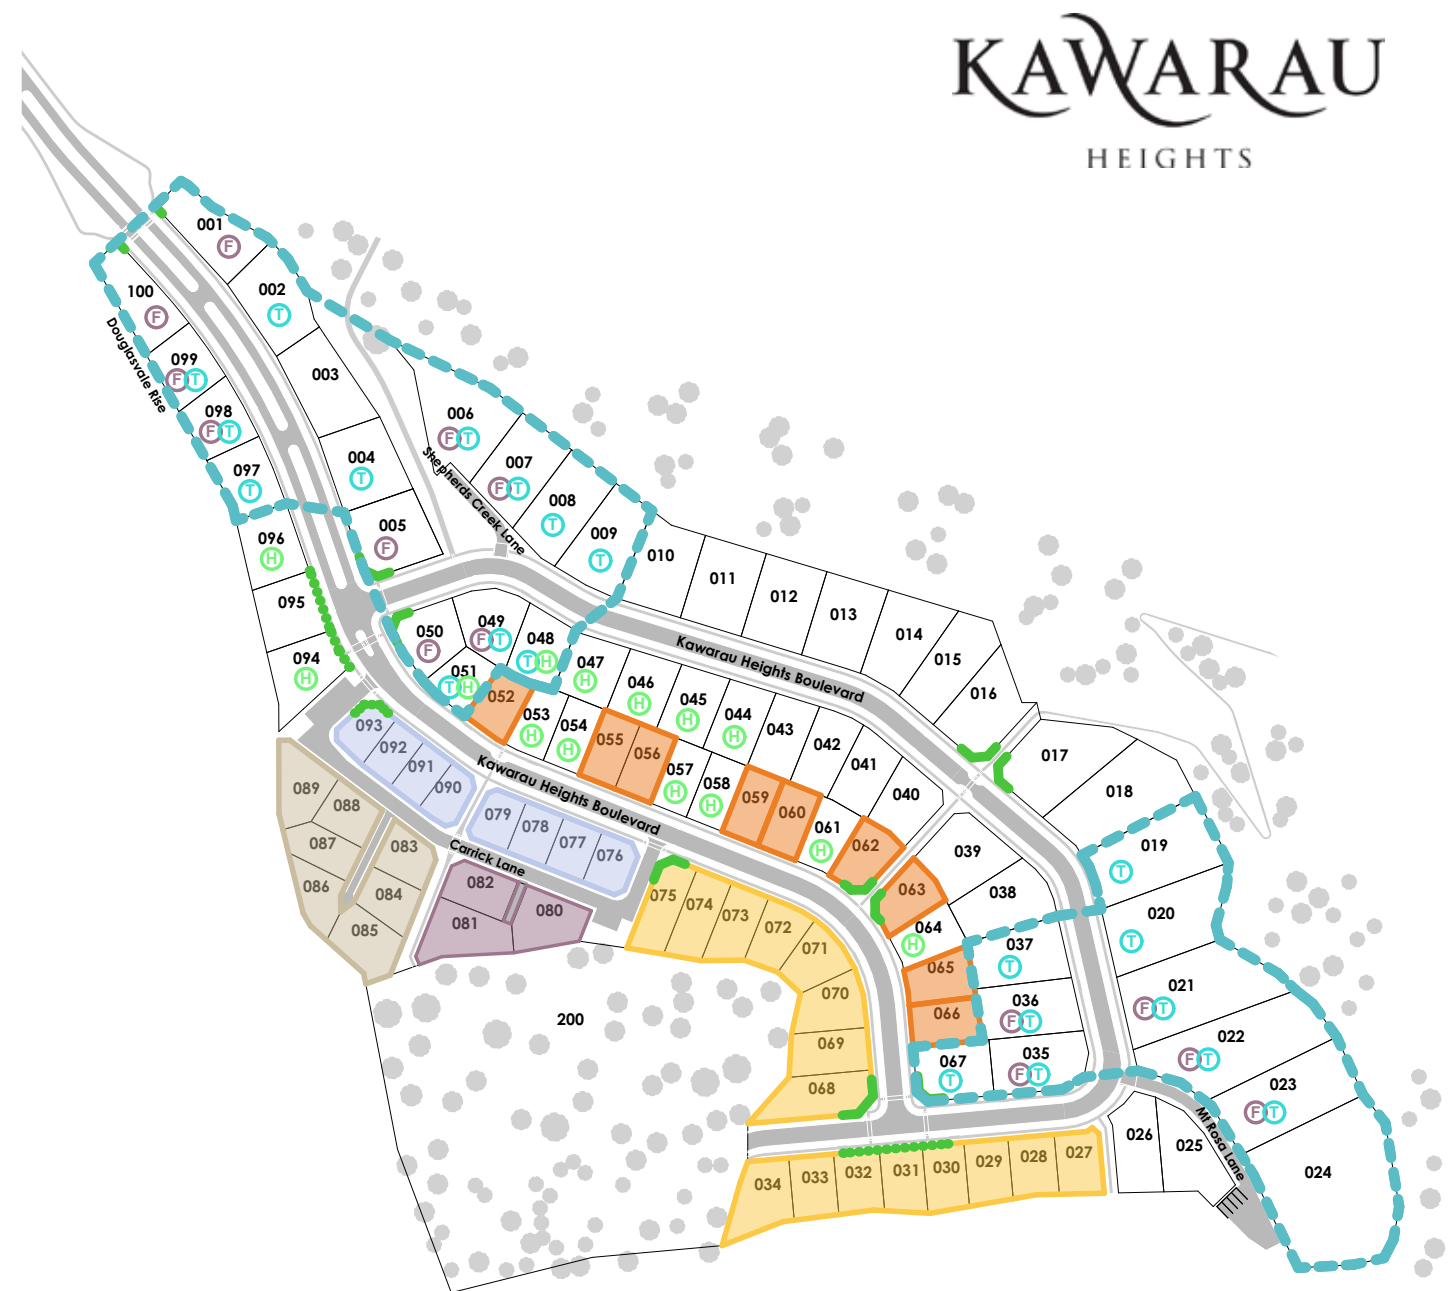 KAWARAU
HEIGHTS
001
F
002
T
100
F
Douglasvale Rise
099
F T
003
098
F T
006
F T
004
T
097
T
Shepherds Creek Lane
007
F T
008
T
005
F
009
T
096
H
010
011
012
013
014
015
016
095
050
F
049
F T
048
T H
Kawarau Heights Boulevard
094
H
051
T H
052
047
H
046
H
045
H
044
H
043
042
041
040
053
H
054
H
055
056
057
H
058
H
059
060
061
H
062
017
018
019
T
093
092
091
090
Kawarau Heights Boulevard
089
088
087
086
083
084
085
079
078
077
076
Carrick Lane
082
081
080
039
038
063
064
H
020
T
075
074
073
072
071
070
069
068
065
066
037
T
036
F T
035
F T
067
T
021
F T
022
F T
023
F T
200
Mt Rosa Lane
024
026
025
034
033
032
031
030
029
028
027